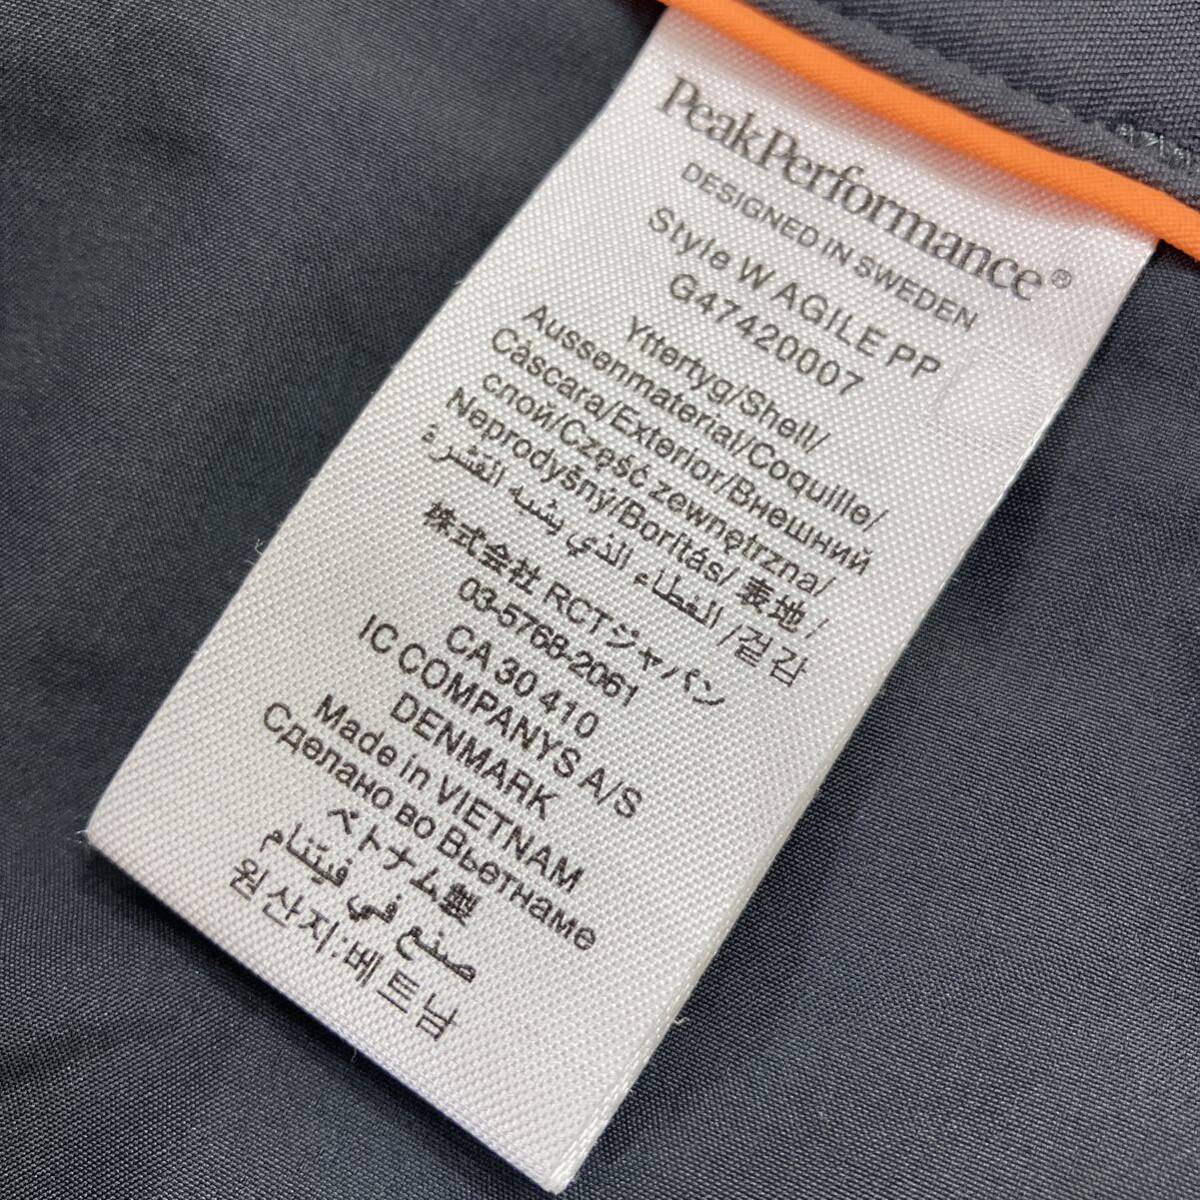 PeakPerformance®
DESIGNED IN SWEDEN
Style W AGILE PP
G47420007
Yttertyg/Shell/
Aussenmaterial/Coquille/
Càscara/Exterior/Внешний
слой/Część zewnętrzna/
Neprodyšný/Borítás/ 表地 /
الغطاء الذي يشبه القشرة /겉감
株式会社 RCTジャパン
03-5768-2061
CA 30 410
IC COMPANYS A/S
DENMARK
Made in VIETNAM
Сделано во Вьетнаме
ベトナム製
صنع في فيتنام
원산지:베트남